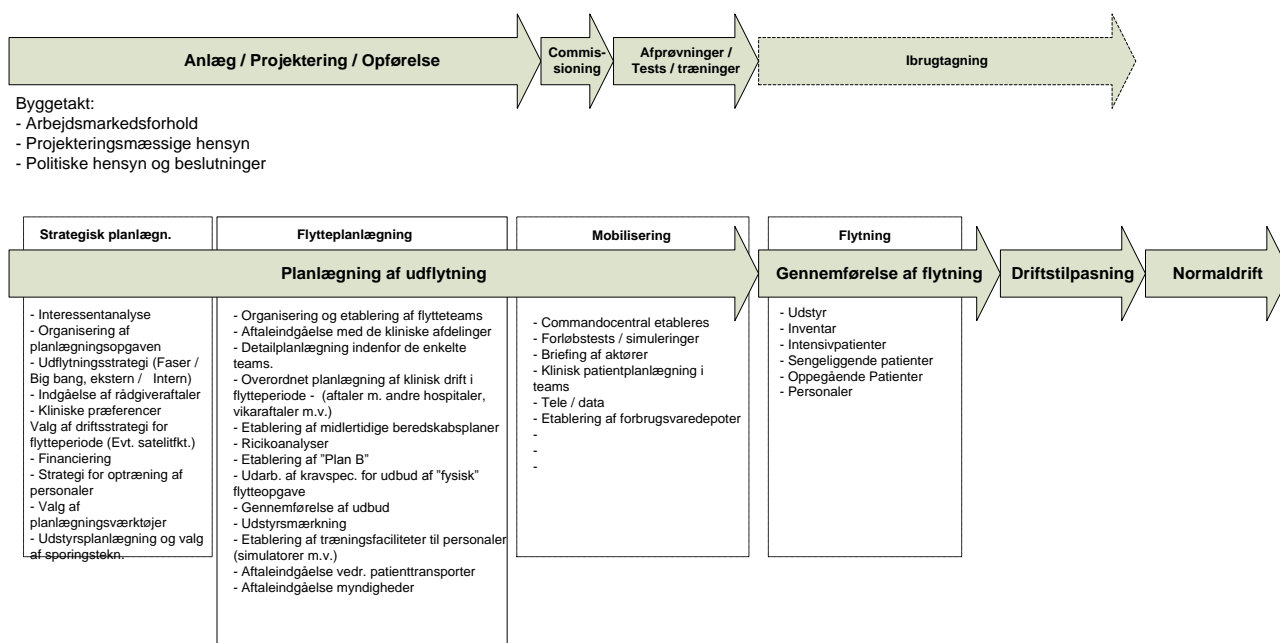 Anlæg / Projektering / Opførelse
Commis-
sioning
Afprøvninger /
Tests / træninger
Ibrugtagning
Byggetakt:
- Arbejdsmarkedsforhold
- Projekteringsmæssige hensyn
- Politiske hensyn og beslutninger
Strategisk planlægn.
Flytteplanlægning
Mobilisering
Flytning
Planlægning af udflytning
Gennemførelse af flytning
Driftstilpasning
Normaldrift
- Interessentanalyse
- Organisering af
planlægningsopgaven
- Udflytningsstrategi (Faser /
Big bang, ekstern / Intern)
- Indgåelse af rådgiveraftaler
- Kliniske præferencer
Valg af driftsstrategi for
flytteperiode (Evt. satelitfkt.)
- Financiering
- Strategi for optræning af
personaler
- Valg af
planlægningsværktøjer
- Udstyrsplanlægning og valg
af sporingstekn.
- Organisering og etablering af flytteteams
- Aftaleindgåelse med de kliniske afdelinger
- Detailplanlægning indenfor de enkelte
teams.
- Overordnet planlægning af klinisk drift i
flytteperiode - (aftaler m. andre hospitaler,
vikaraftaler m.v.)
- Etablering af midlertidige beredskabsplaner
- Ricikoanalyser
- Etablering af "Plan B"
- Udarb. af kravspec. for udbud af "fysisk"
flytteopgave
- Gennemførelse af udbud
- Udstyrsmærkning
- Etablering af træningsfaciliteter til personaler
(simulatorer m.v.)
- Aftaleindgåelse vedr. patienttransporter
- Aftaleindgåelse myndigheder
- Commandocentral etableres
- Forløbstests / simuleringer
- Briefing af aktører
- Klinisk patientplanlægning i
teams
- Tele / data
- Etablering af forbrugsvaredepoter
-
-
-
- Udstyr
- Inventar
- Intensivpatienter
- Sengeliggende patienter
- Oppegående Patienter
- Personaler